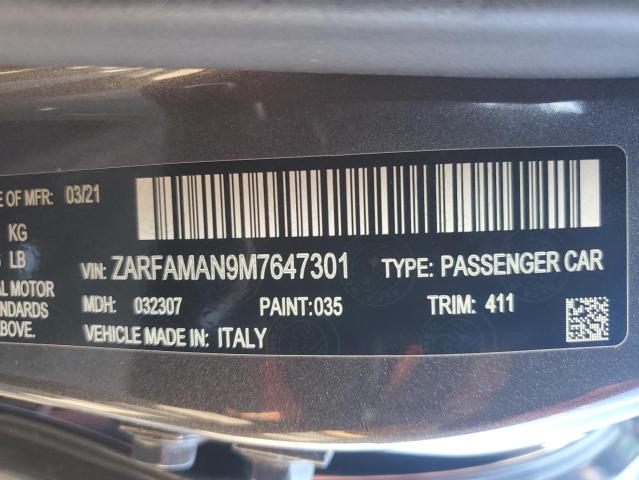 E OF MFR: 03/21
KG
LB
VIN: ZARFAMAN9M7647301 TYPE: PASSENGER CAR
L MOTOR
MDH: 032307 PAINT:035 TRIM: 411
NDARDS
ABOVE. VEHICLE MADE IN: ITALY